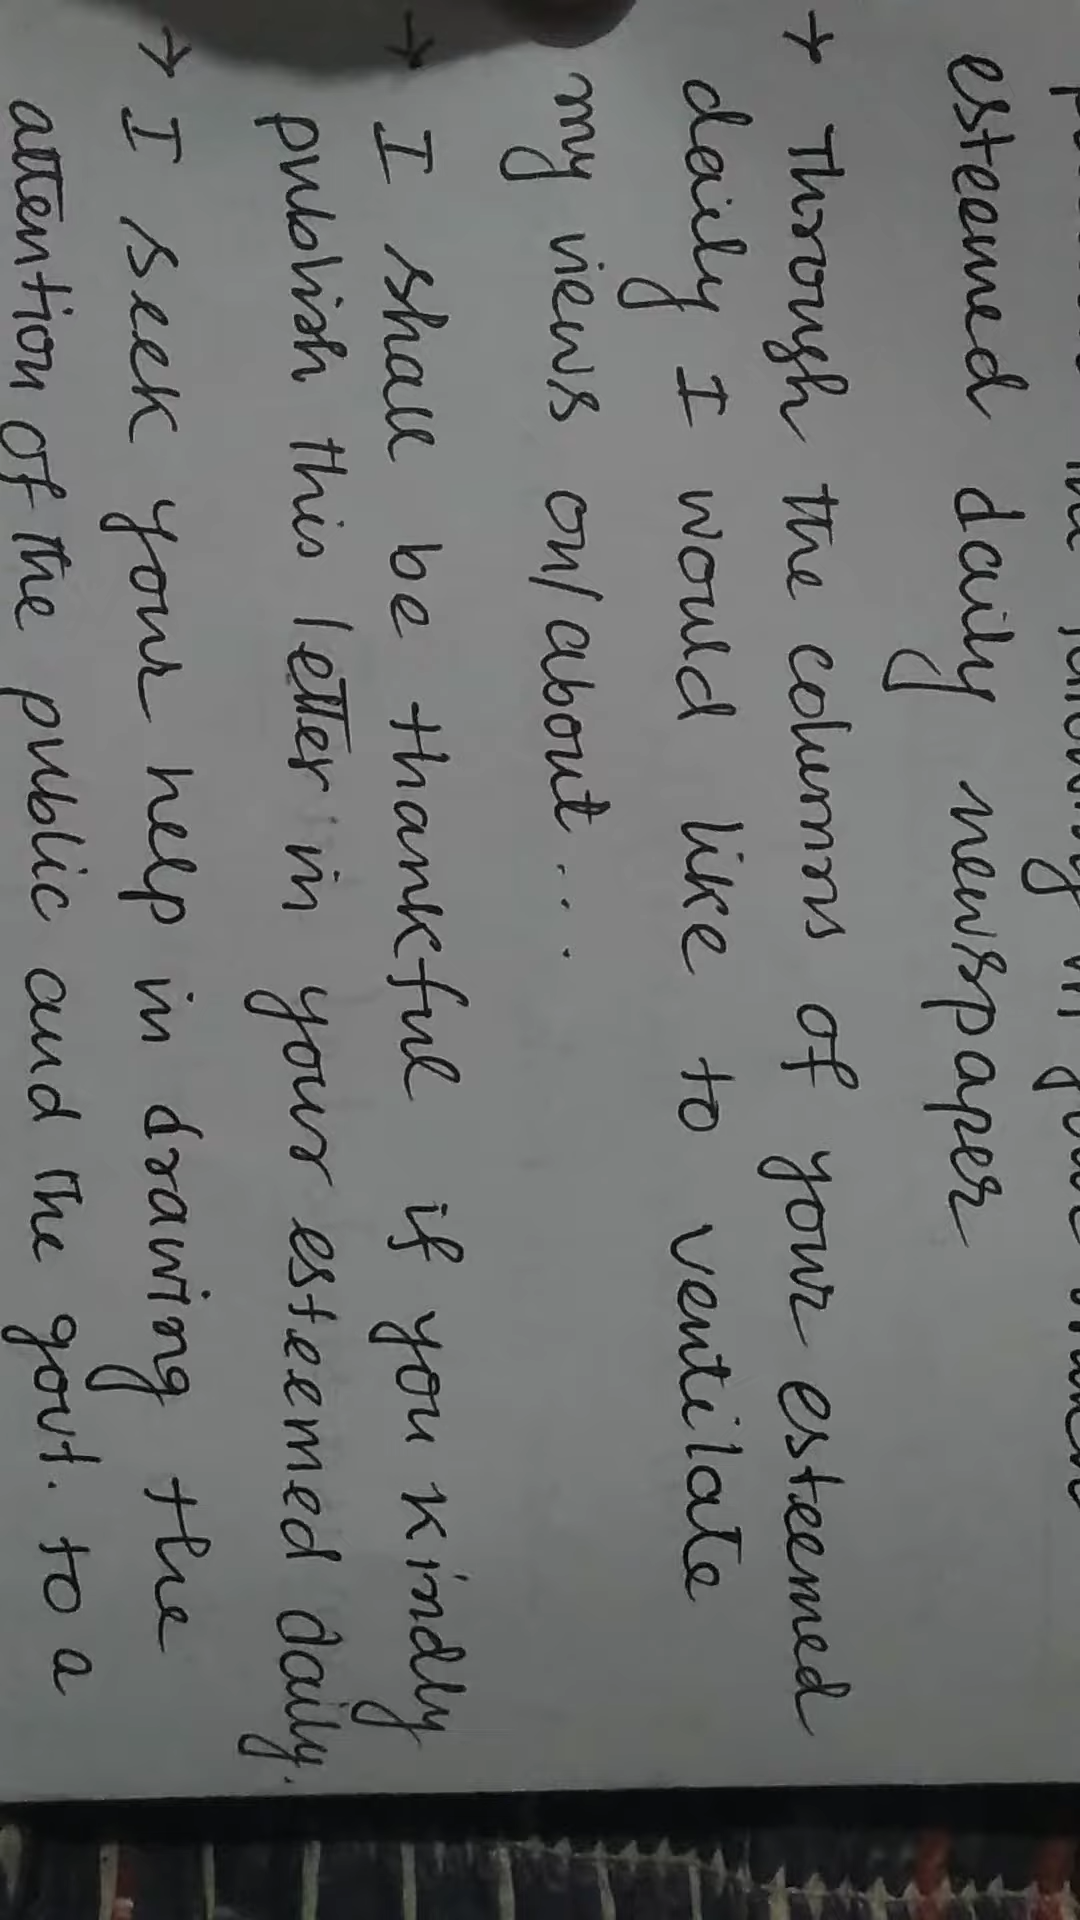 esteemed daily newspaper
→ Through the columns of your esteemed
daily I would like to ventilate
my views on/about...
→ I shall be thankful if you kindly
publish this letter in your esteemed daily.
→ I seek your help in drawing the
attention of the public and the govt. to a